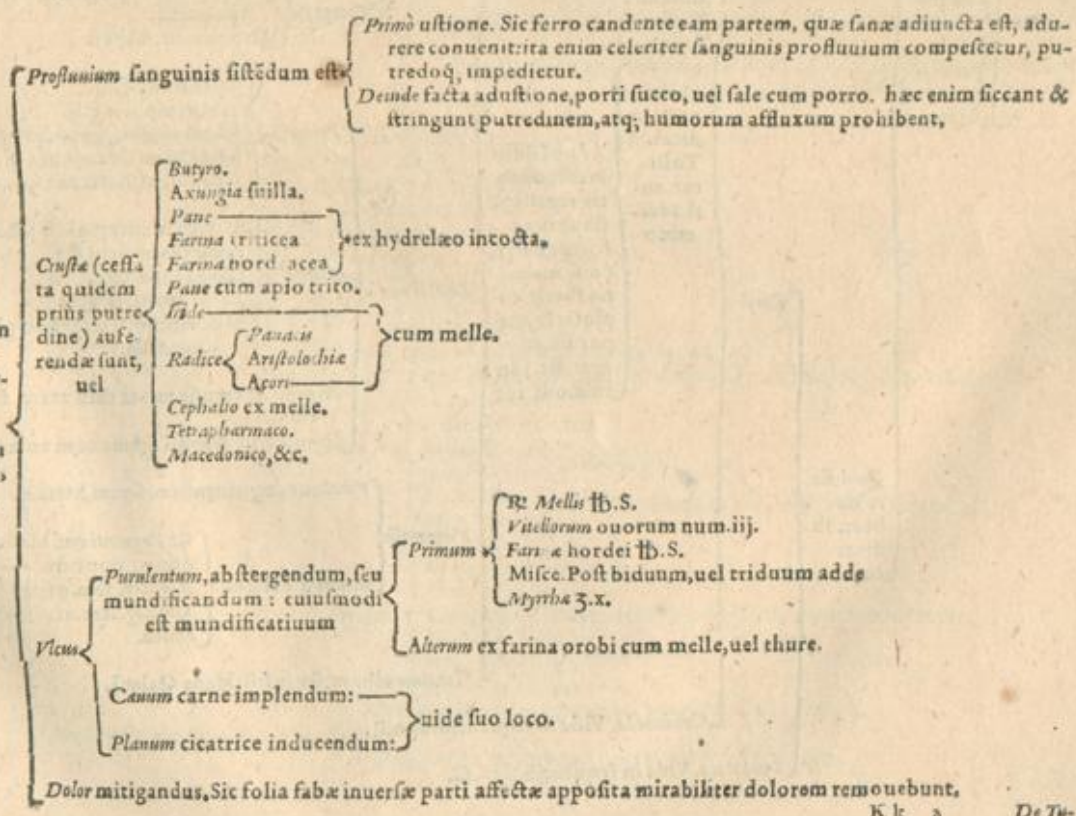 Primò ustione. Sic ferro candente eam partem, quæ sanæ adiuncta est, adu-
rere conuenit: ita enim celeriter sanguinis profluuium compescetur, pu-
tredoq́, impedietur.
Profluuium sanguinis sistẽdum est
Deinde facta adustione, porri succo, uel sale cum porro. hæc enim siccant &
stringunt putredinem, atq; humorum affluxum prohibent.
Crustæ (cessa
ta quidem
prius putre
dine) aufe
rendæ sunt,
uel
Butyro.
Axungia suilla.
Pane
Farina triticea
Farina hordeacea
ex hydrelæo incocta.
Pane cum apio trito.
Iride
Radice
Panacis
Aristolochiæ
Acori
cum melle.
Cephalio ex melle.
Tetrapharmaco.
Macedonico, &c.
Vlcus
Purulentum, abstergendum, seu
mundificandum: cuiusmodi
est mundificatiuum
Primum
℞ Mellis ℔.S.
Vitellorum ouorum num. iij.
Farinæ hordei ℔.S.
Misce. Post biduum, uel triduum adde
Myrrhæ ʒ.x.
Alterum ex farina orobi cum melle, uel thure.
Cauum carne implendum:
Planum cicatrice inducendum:
uide suo loco.
Dolor mitigandus. Sic folia fabæ inuersæ parti affectæ apposita mirabiliter dolorem remouebunt.
De Tu-